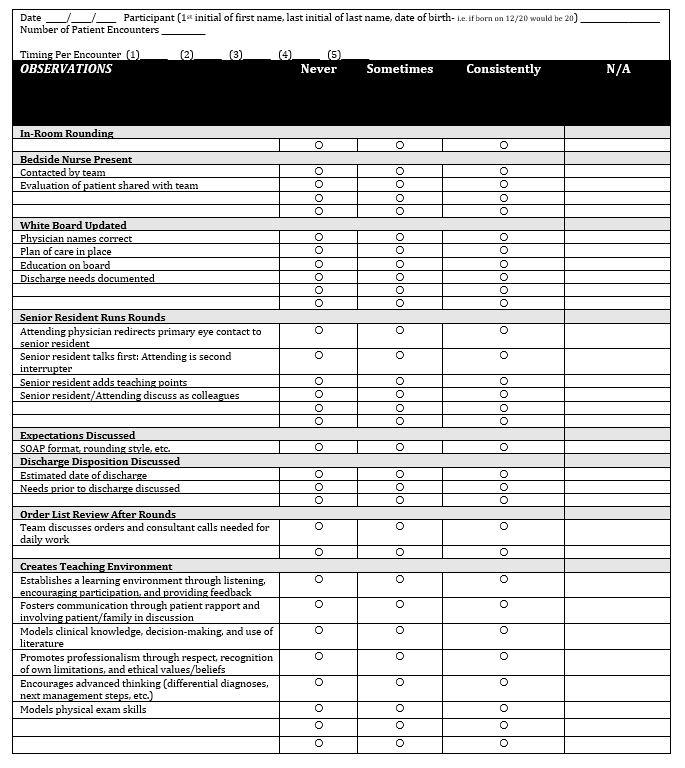 Date ____/____/____ Participant (1st initial of first name, last initial of last name, date of birth- i.e. if born on 12/20 would be 20) ________________
Number of Patient Encounters _________
Timing Per Encounter (1)______ (2)______ (3)______ (4)______ (5)______
OBSERVATIONS Never Sometimes Consistently N/A
In-Room Rounding
Bedside Nurse Present
Contacted by team
Evaluation of patient shared with team
White Board Updated
Physician names correct
Plan of care in place
Education on board
Discharge needs documented
Senior Resident Runs Rounds
Attending physician redirects primary eye contact to
senior resident
Senior resident talks first: Attending is second
interrupter
Senior resident adds teaching points
Senior resident/Attending discuss as colleagues
Expectations Discussed
SOAP format, rounding style, etc.
Discharge Disposition Discussed
Estimated date of discharge
Needs prior to discharge discussed
Order List Review After Rounds
Team discusses orders and consultant calls needed for
daily work
Creates Teaching Environment
Establishes a learning environment through listening,
encouraging participation, and providing feedback
Fosters communication through patient rapport and
involving patient/family in discussion
Models clinical knowledge, decision-making, and use of
literature
Promotes professionalism through respect, recognition
of own limitations, and ethical values/beliefs
Encourages advanced thinking (differential diagnoses,
next management steps, etc.)
Models physical exam skills